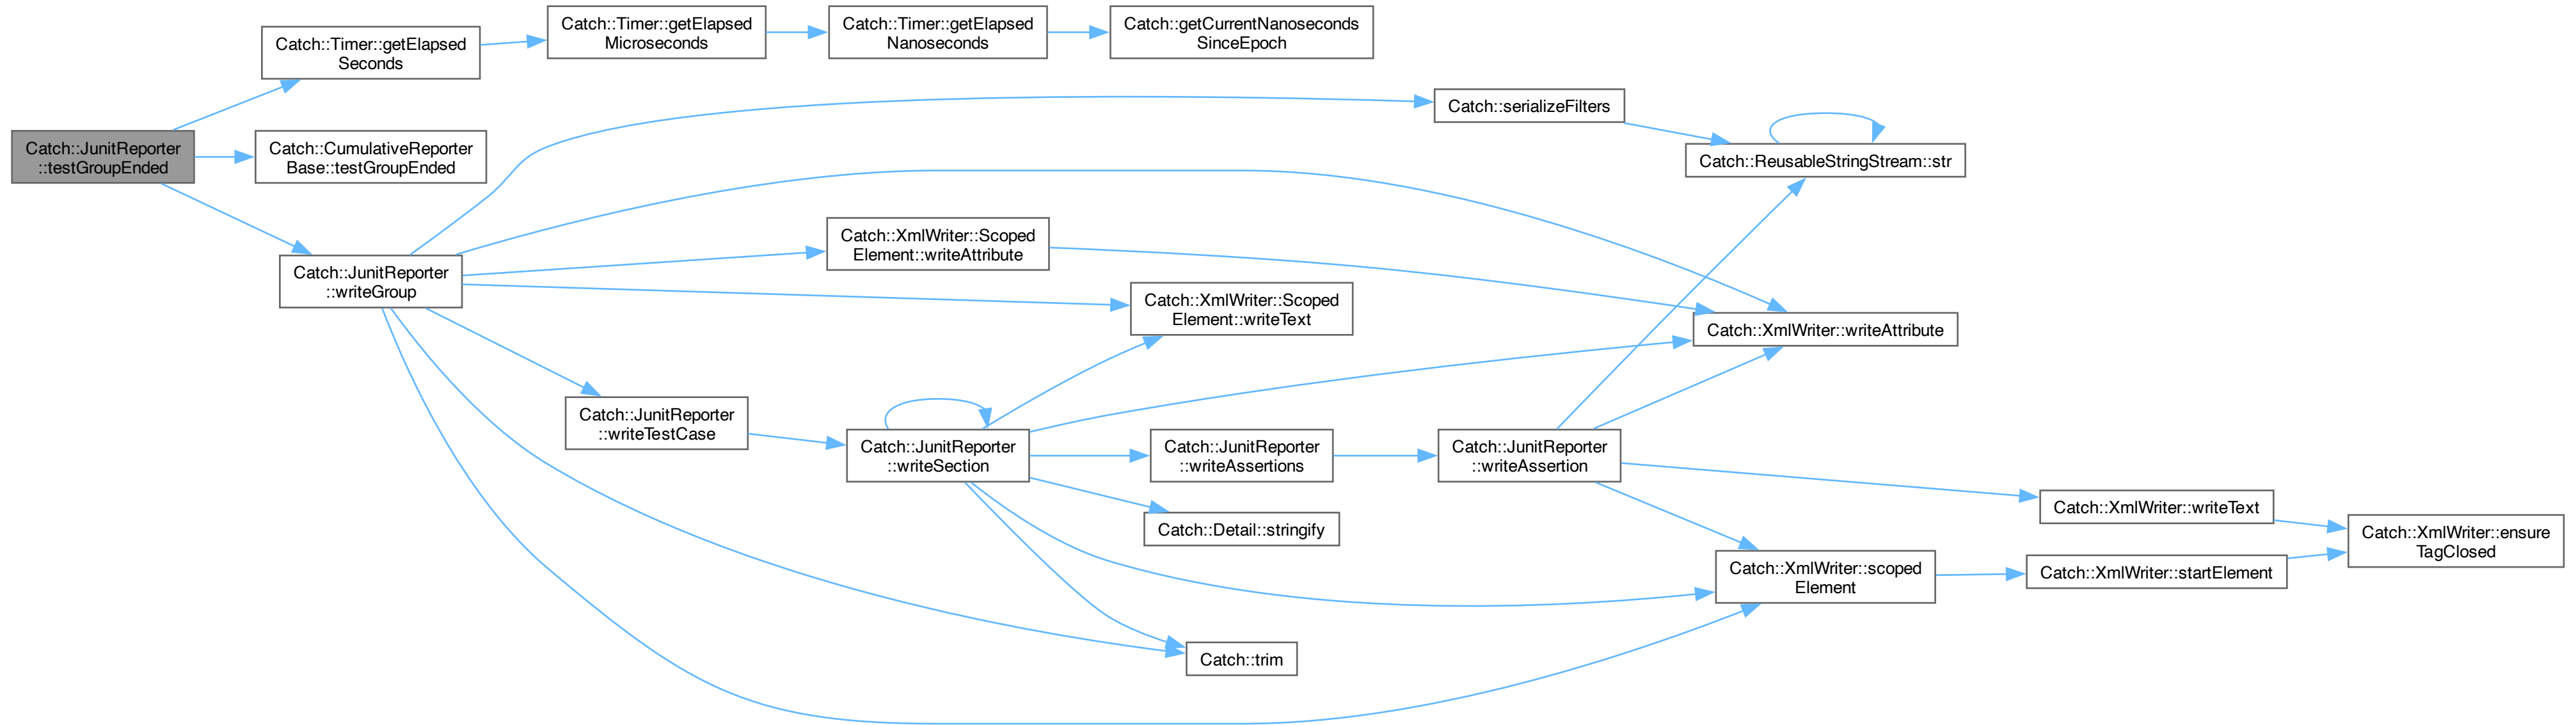 Catch::JunitReporter
::testGroupEnded
Catch::Timer::getElapsed
Seconds
Catch::Timer::getElapsed
Microseconds
Catch::Timer::getElapsed
Nanoseconds
Catch::getCurrentNanoseconds
SinceEpoch
Catch::CumulativeReporter
Base::testGroupEnded
Catch::JunitReporter
::writeGroup
Catch::serializeFilters
Catch::ReusableStringStream::str
Catch::XmlWriter::Scoped
Element::writeAttribute
Catch::XmlWriter::Scoped
Element::writeText
Catch::XmlWriter::writeAttribute
Catch::JunitReporter
::writeTestCase
Catch::JunitReporter
::writeSection
Catch::JunitReporter
::writeAssertions
Catch::JunitReporter
::writeAssertion
Catch::Detail::stringify
Catch::XmlWriter::writeText
Catch::XmlWriter::ensure
TagClosed
Catch::XmlWriter::scoped
Element
Catch::XmlWriter::startElement
Catch::trim